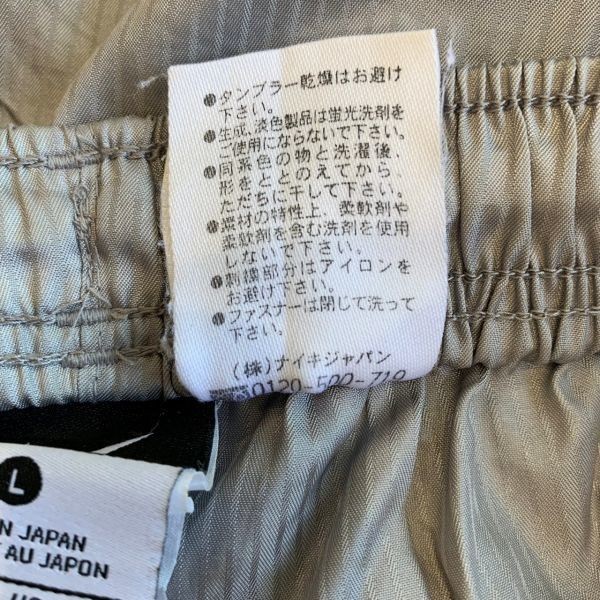 ●タンブラー乾燥はお避け
下さい。
●生成、淡色製品は蛍光洗剤を
ご使用にならないで下さい。
●同系色の物と洗濯後、
形をととのえてから、
ただちに干して下さい。
●素材の特性上、柔軟剤や
柔軟剤を含む洗剤を使用
しないで下さい。
●刺繍部分はアイロンを
お避け下さい。
●ファスナーは閉じて洗って
下さい。
(株)ナイキジャパン
0120-500-719
L
N JAPAN
AU JAPON